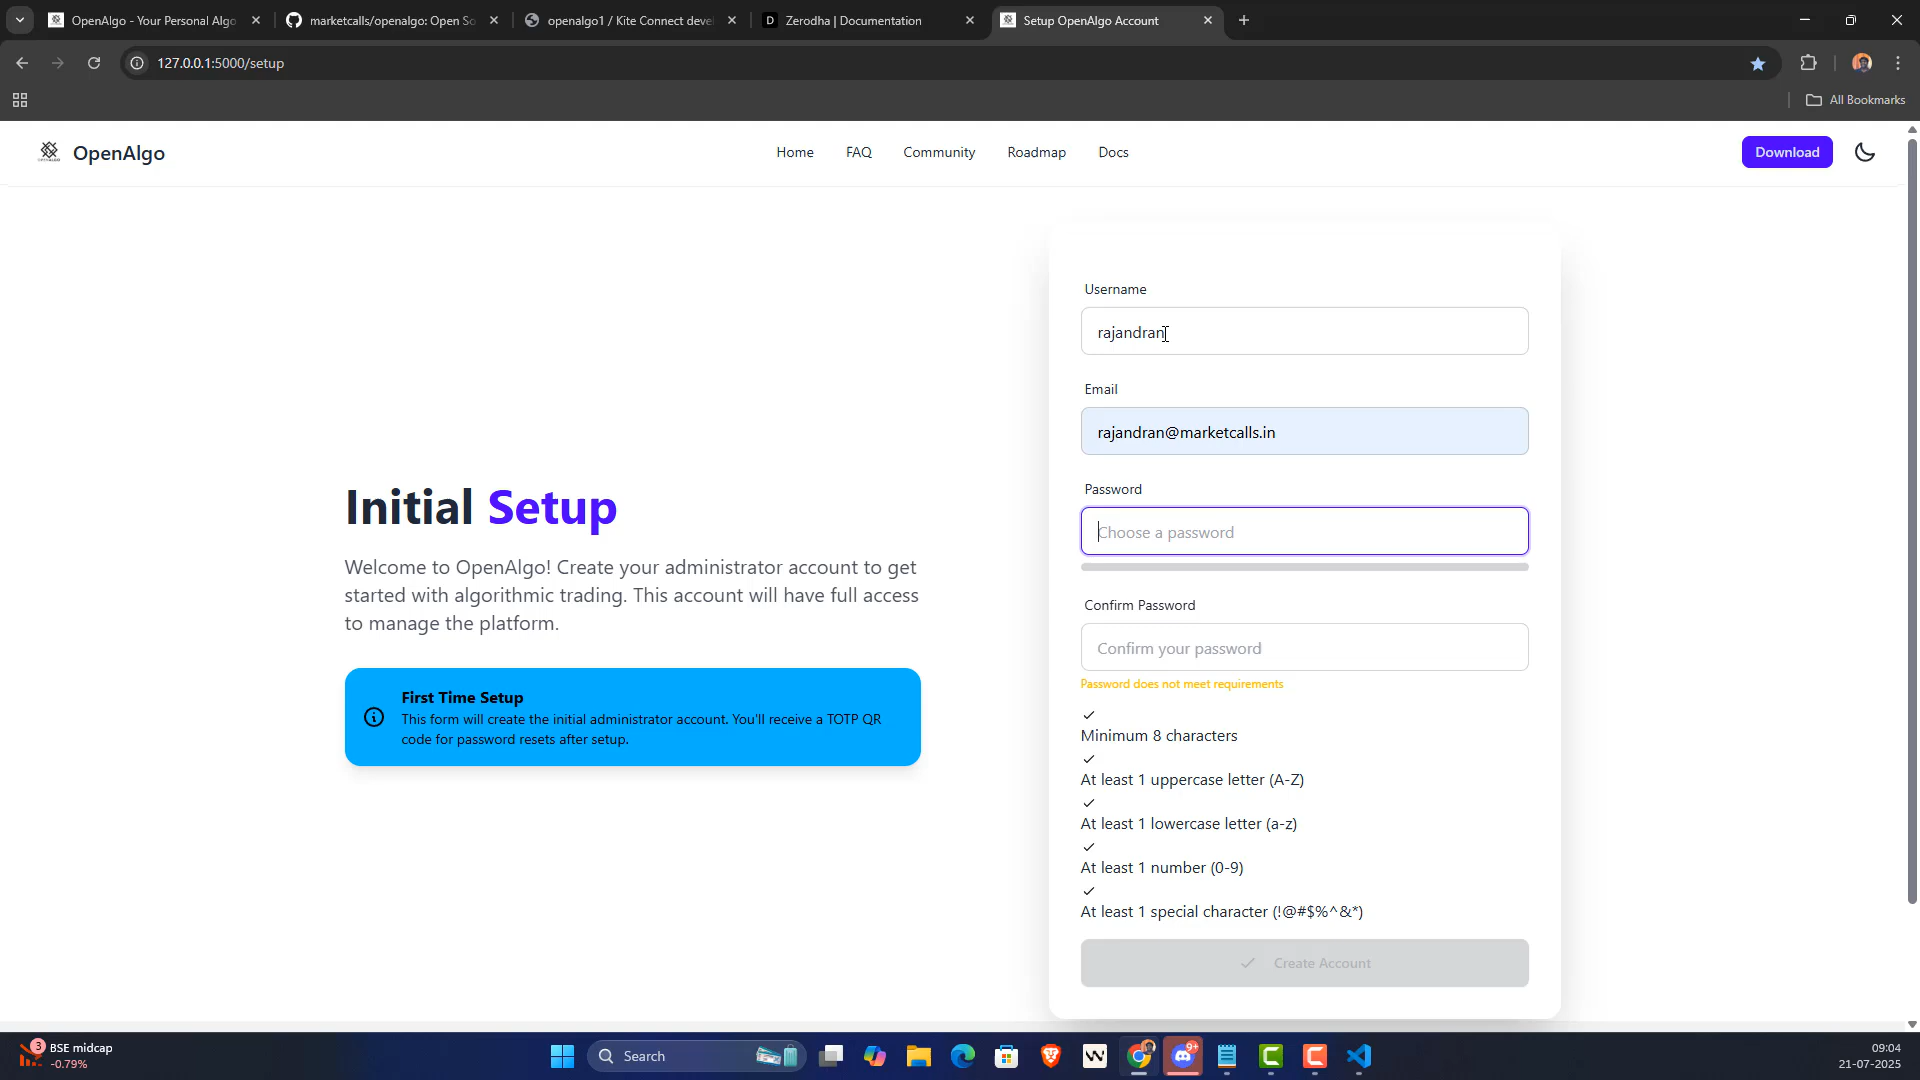 OpenAlgo - Your Personal Algo
marketcalls/openalgo: Open So
openalgo1 / Kite Connect deve
Zerodha | Documentation
Setup OpenAlgo Account
127.0.0.1:5000/setup
All Bookmarks
OpenAlgo
Home
FAQ
Community
Roadmap
Docs
Download
Username
rajandran
Email
rajandran@marketcalls.in
Password
Choose a password
Confirm Password
Confirm your password
Password does not meet requirements
Minimum 8 characters
At least 1 uppercase letter (A-Z)
At least 1 lowercase letter (a-z)
At least 1 number (0-9)
At least 1 special character (!@#$%^&*)
Create Account
Initial Setup
Welcome to OpenAlgo! Create your administrator account to get
started with algorithmic trading. This account will have full access
to manage the platform.
First Time Setup
This form will create the initial administrator account. You'll receive a TOTP QR
code for password resets after setup.
3
BSE midcap
-0.79%
Search
9+
09:04
21-07-2025